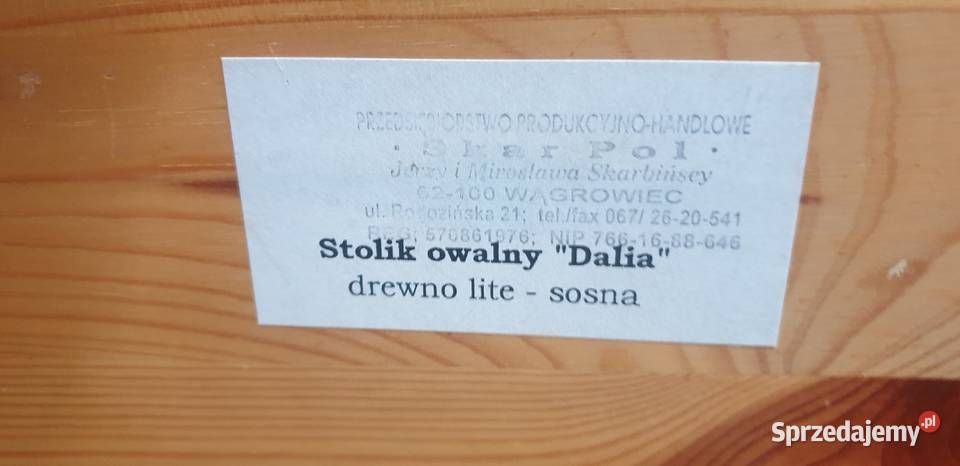 PRZEDSIĘBIORSTWO PRODUKCYJNO-HANDLOWE
· Skar Pol ·
Jerzy i Mirosława Skarbińscy
62-100 WĄGROWIEC
ul. Rogozińska 21; tel./fax 067/ 26-20-541
REG: 570861976; NIP 766-16-88-646
Stolik owalny "Dalia"
drewno lite - sosna
Sprzedajemy.pl